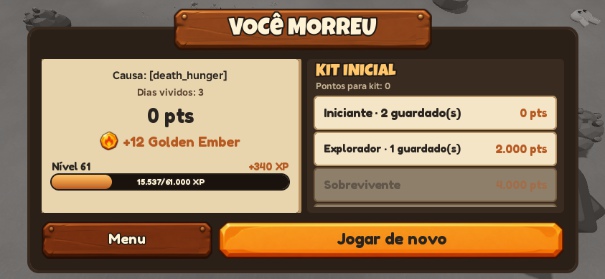 VOCÊ MORREU
Causa: [death_hunger]
Dias vividos: 3
0 pts
+12 Golden Ember
Nível 61 +340 XP
15.537/61.000 XP
KIT INICIAL
Pontos para kit: 0
Iniciante · 2 guardado(s) 0 pts
Explorador · 1 guardado(s) 2.000 pts
Sobrevivente 4.000 pts
Menu
Jogar de novo